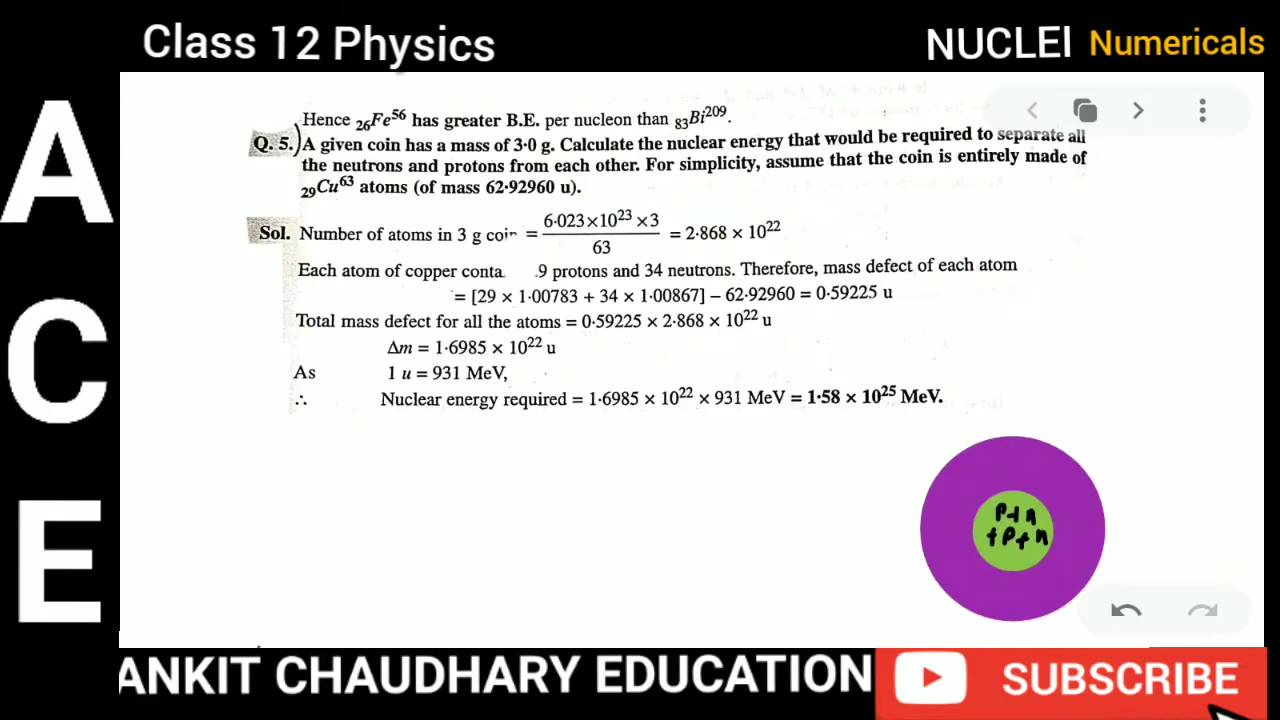 Class 12 Physics
NUCLEI Numericals
Hence ₂₆Fe⁵⁶ has greater B.E. per nucleon than ₈₃Bi²⁰⁹.
Q. 5. A given coin has a mass of 3·0 g. Calculate the nuclear energy that would be required to separate all
the neutrons and protons from each other. For simplicity, assume that the coin is entirely made of
₂₉Cu⁶³ atoms (of mass 62·92960 u).
Sol. Number of atoms in 3 g = 6·023×10²³ ×3 / 63 = 2·868 × 10²²
Each atom of copper 9 protons and 34 neutrons. Therefore, mass defect of each atom
= [29 × 1·00783 + 34 × 1·00867] − 62·92960 = 0·59225 u
Total mass defect for all the atoms = 0·59225 × 2·868 × 10²² u
Δm = 1·6985 × 10²² u
As 1 u = 931 MeV,
∴ Nuclear energy required = 1·6985 × 10²² × 931 MeV = 1·58 × 10²⁵ MeV.
P+n
+P+n
ACE
ANKIT CHAUDHARY EDUCATION
SUBSCRIBE